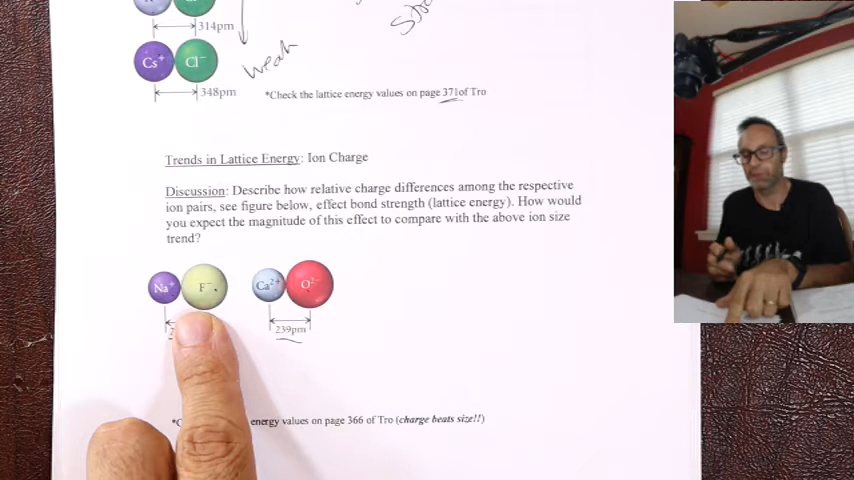 314pm
Cs⁺ Cl⁻
weak
348pm
*Check the lattice energy values on page 371of Tro
Trends in Lattice Energy: Ion Charge
Discussion: Describe how relative charge differences among the respective
ion pairs, see figure below, effect bond strength (lattice energy). How would
you expect the magnitude of this effect to compare with the above ion size
trend?
Na⁺ F⁻ Ca²⁺ O²⁻
239pm
energy values on page 366 of Tro (charge beats size!!)